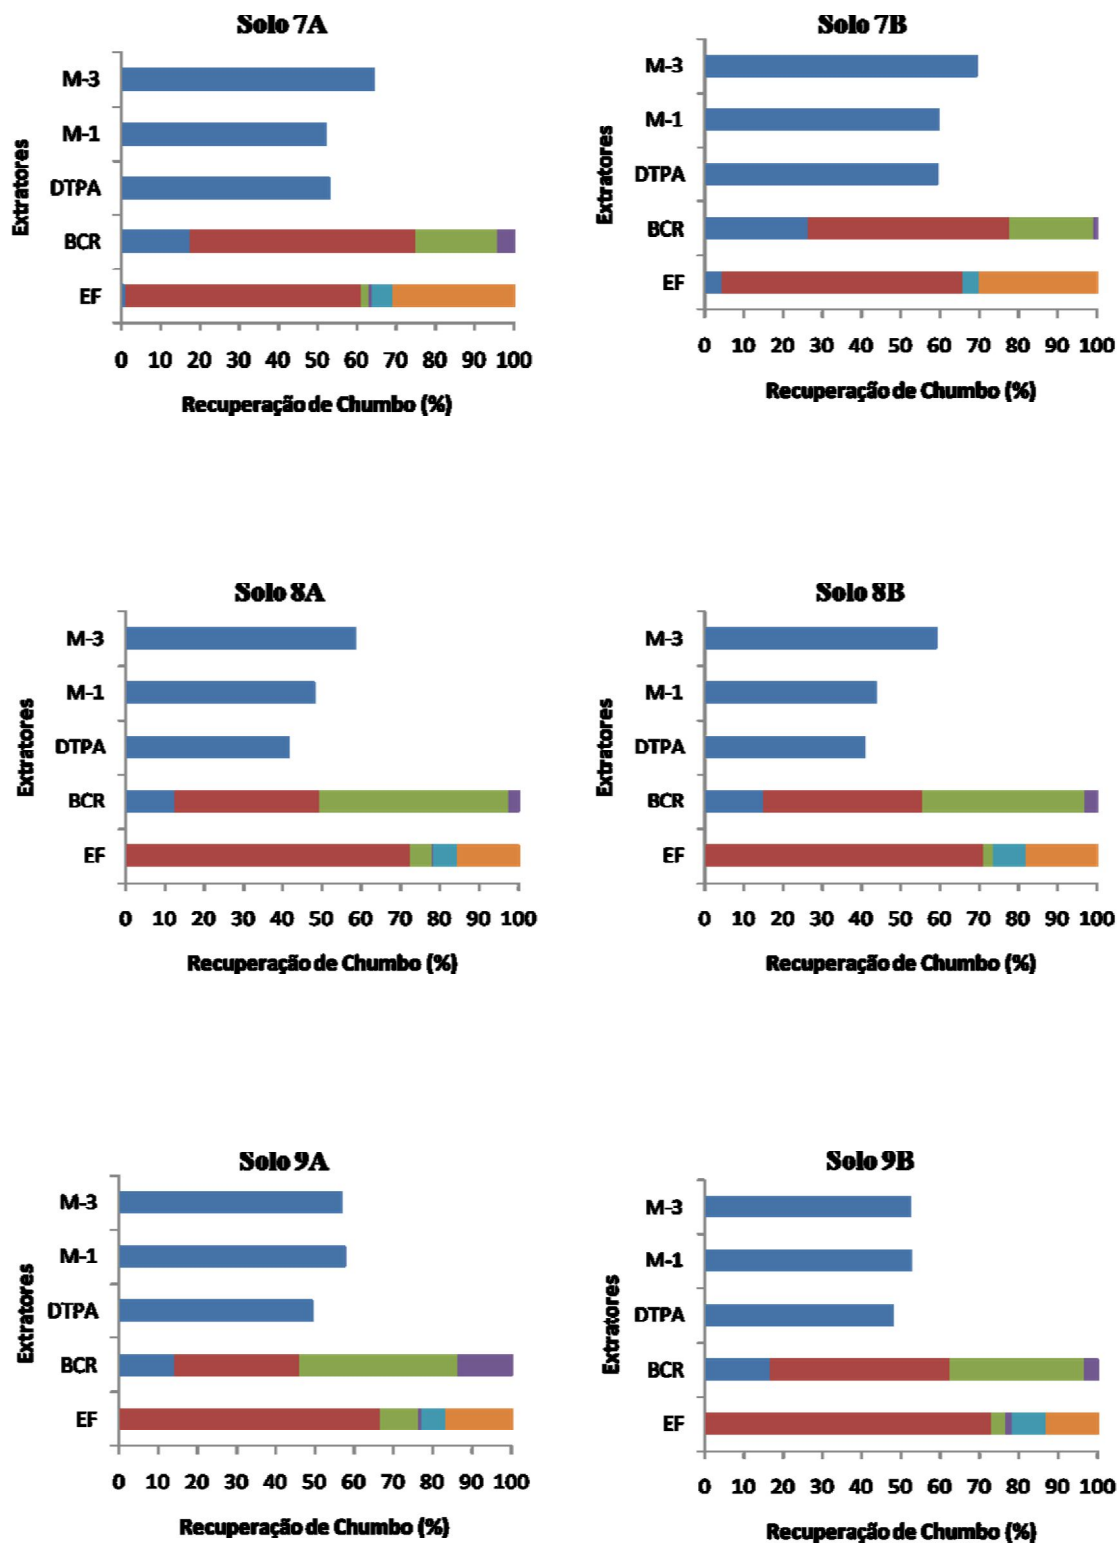 Solo 7A
Extratores
M-3
M-1
DTPA
BCR
EF
0 10 20 30 40 50 60 70 80 90 100
Recuperação de Chumbo (%)
Solo 7B
Extratores
M-3
M-1
DTPA
BCR
EF
0 10 20 30 40 50 60 70 80 90 100
Recuperação de Chumbo (%)
Solo 8A
Extratores
M-3
M-1
DTPA
BCR
EF
0 10 20 30 40 50 60 70 80 90 100
Recuperação de Chumbo (%)
Solo 8B
Extratores
M-3
M-1
DTPA
BCR
EF
0 10 20 30 40 50 60 70 80 90 100
Recuperação de Chumbo (%)
Solo 9A
Extratores
M-3
M-1
DTPA
BCR
EF
0 10 20 30 40 50 60 70 80 90 100
Recuperação de Chumbo (%)
Solo 9B
Extratores
M-3
M-1
DTPA
BCR
EF
0 10 20 30 40 50 60 70 80 90 100
Recuperação de Chumbo (%)